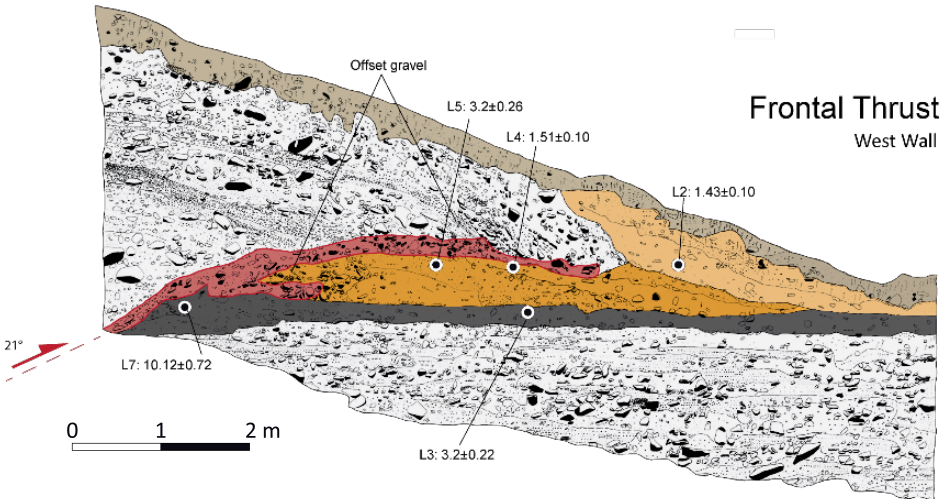 Offset gravel
L5: 3.2±0.26
L4: 1.51±0.10
Frontal Thrust
West Wall
L2: 1.43±0.10
21°
L7: 10.12±0.72
0 1 2 m
L3: 3.2±0.22